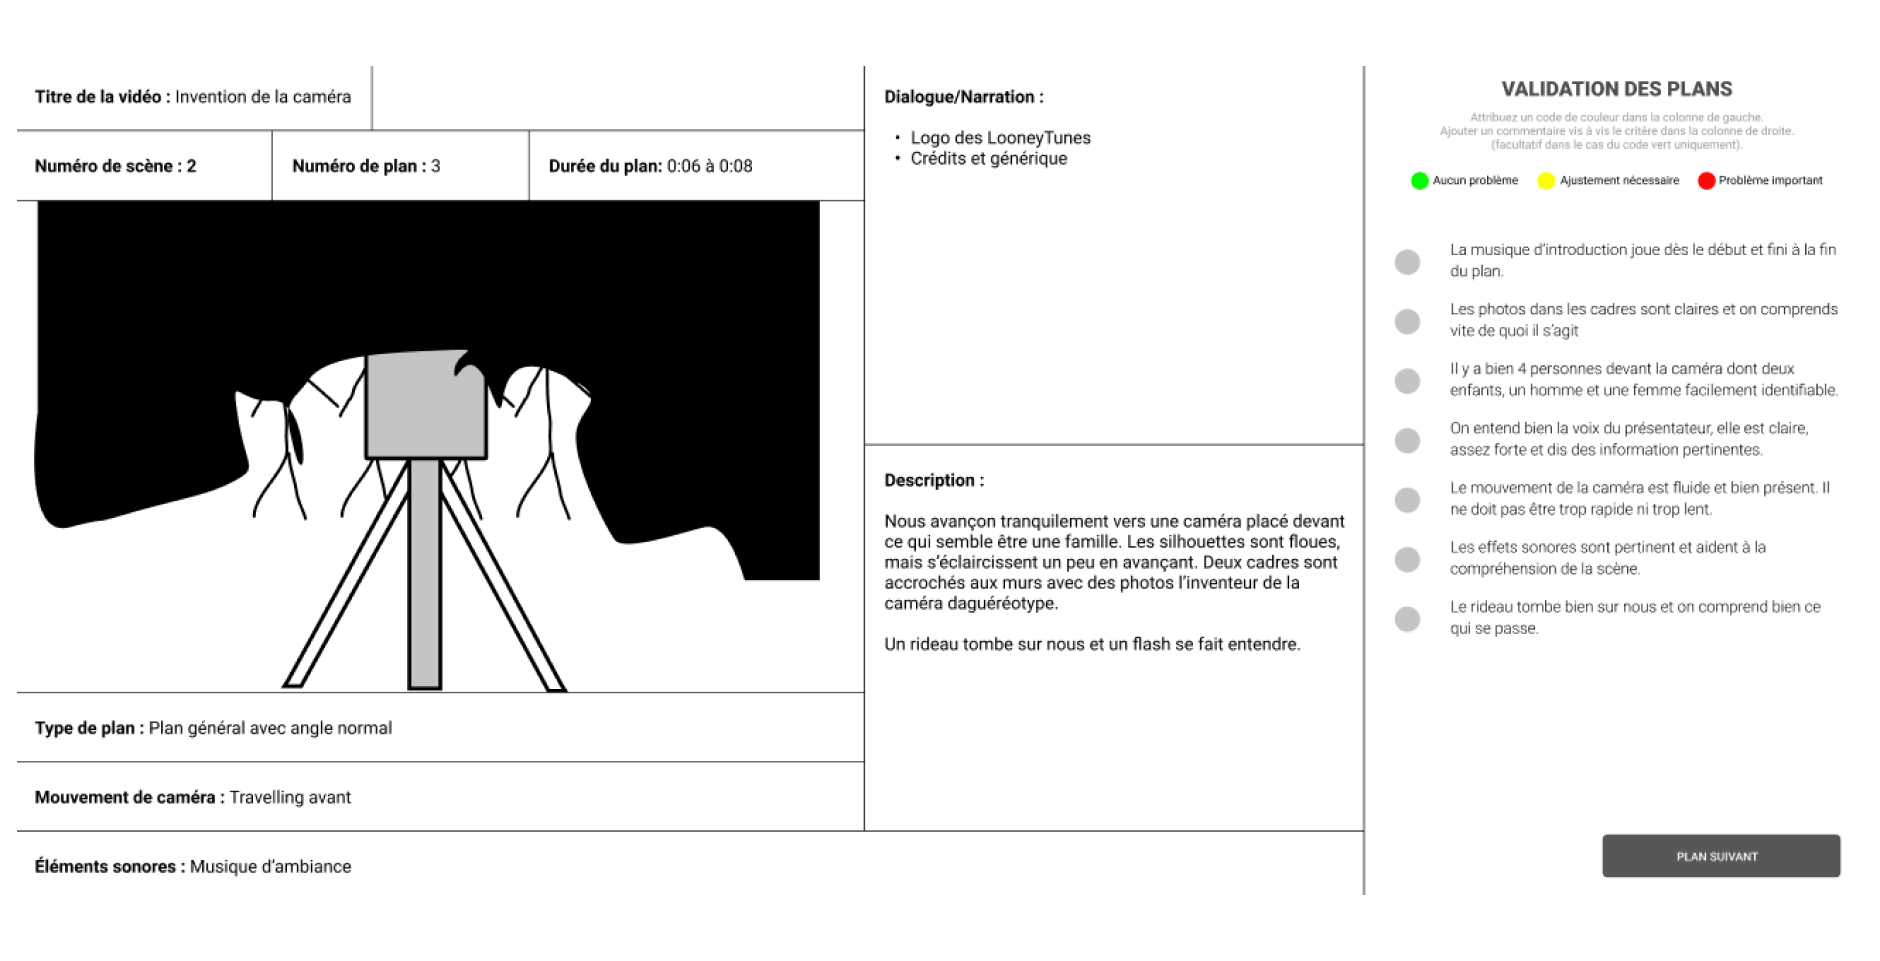 Titre de la vidéo : Invention de la caméra
Numéro de scène : 2
Numéro de plan : 3
Durée du plan: 0:06 à 0:08
Type de plan : Plan général avec angle normal
Mouvement de caméra : Travelling avant
Éléments sonores : Musique d'ambiance
Dialogue/Narration :
• Logo des LooneyTunes
• Crédits et générique
Description :
Nous avançon tranquilement vers une caméra placé devant
ce qui semble être une famille. Les silhouettes sont floues,
mais s'éclaircissent un peu en avançant. Deux cadres sont
accrochés aux murs avec des photos l'inventeur de la
caméra daguéréotype.
Un rideau tombe sur nous et un flash se fait entendre.
VALIDATION DES PLANS
Attribuez un code de couleur dans la colonne de gauche.
Ajouter un commentaire vis à vis le critère dans la colonne de droite.
(facultatif dans le cas du code vert uniquement).
Aucun problème
Ajustement nécessaire
Problème important
La musique d'introduction joue dès le début et fini à la fin
du plan.
Les photos dans les cadres sont claires et on comprends
vite de quoi il s'agit
Il y a bien 4 personnes devant la caméra dont deux
enfants, un homme et une femme facilement identifiable.
On entend bien la voix du présentateur, elle est claire,
assez forte et dis des information pertinentes.
Le mouvement de la caméra est fluide et bien présent. Il
ne doit pas être trop rapide ni trop lent.
Les effets sonores sont pertinent et aident à la
compréhension de la scène.
Le rideau tombe bien sur nous et on comprend bien ce
qui se passe.
PLAN SUIVANT